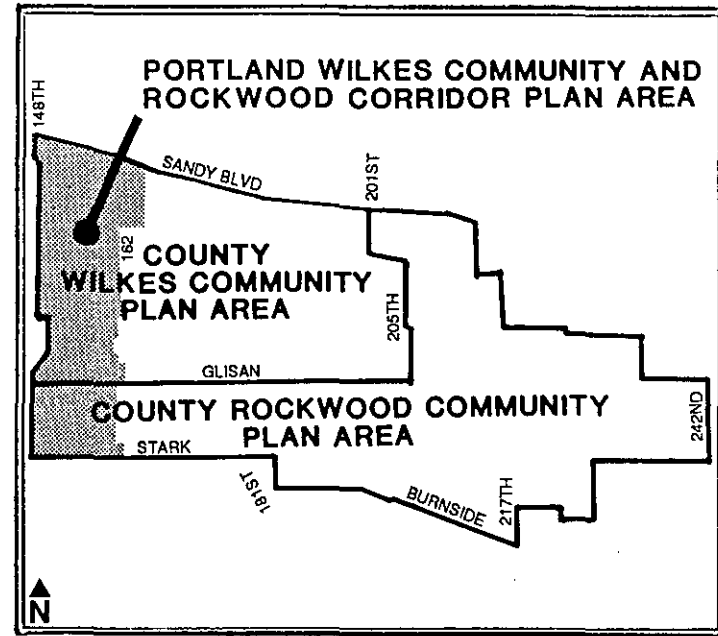 PORTLAND WILKES COMMUNITY AND
ROCKWOOD CORRIDOR PLAN AREA
148TH
SANDY BLVD
201ST
162
COUNTY
WILKES COMMUNITY
PLAN AREA
205TH
GLISAN
COUNTY ROCKWOOD COMMUNITY
PLAN AREA
242ND
STARK
181ST
BURNSIDE
217TH
N